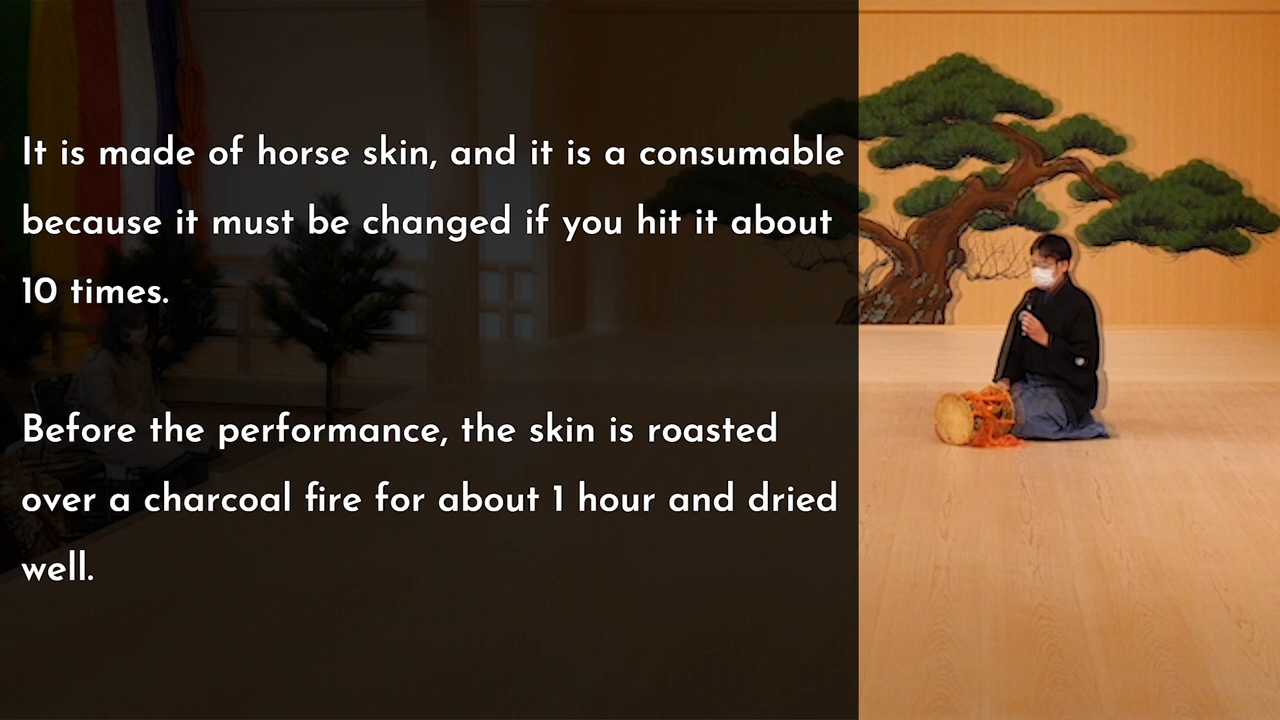 It is made of horse skin, and it is a consumable
because it must be changed if you hit it about
10 times.
Before the performance, the skin is roasted
over a charcoal fire for about 1 hour and dried
well.